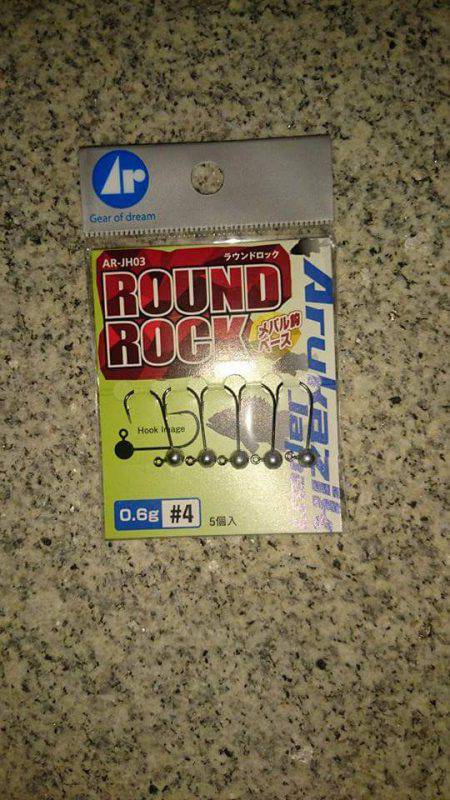 Ar
Gear of dream
AR-JH03
ラウンドロック
ROUND
ROCK
メバル鈎
ベース
Arukazik
Japan
Hook image
0.6g
#4
5個入